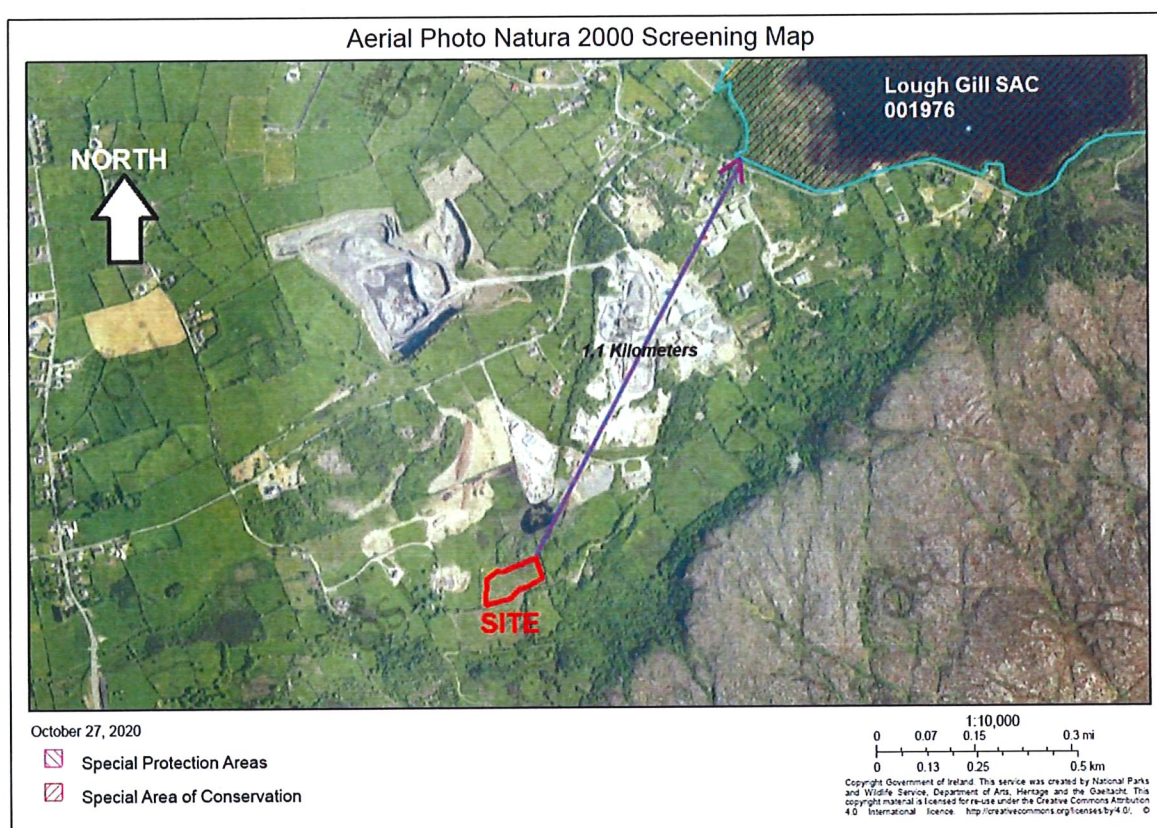 Aerial Photo Natura 2000 Screening Map
Lough Gill SAC
001976
NORTH
1.1 Kilometers
SITE
October 27, 2020
Special Protection Areas
Special Area of Conservation
1:10,000
0 0.07 0.15 0.3 mi
0 0.13 0.25 0.5 km
Copyright Government of Ireland. This service was created by National Parks
and Wildlife Service, Department of Arts, Heritage and the Gaeltacht. This
copyright material is licensed for re-use under the Creative Commons Attribution
4.0 International licence. http://creativecommons.org/licenses/by/4.0/. ©